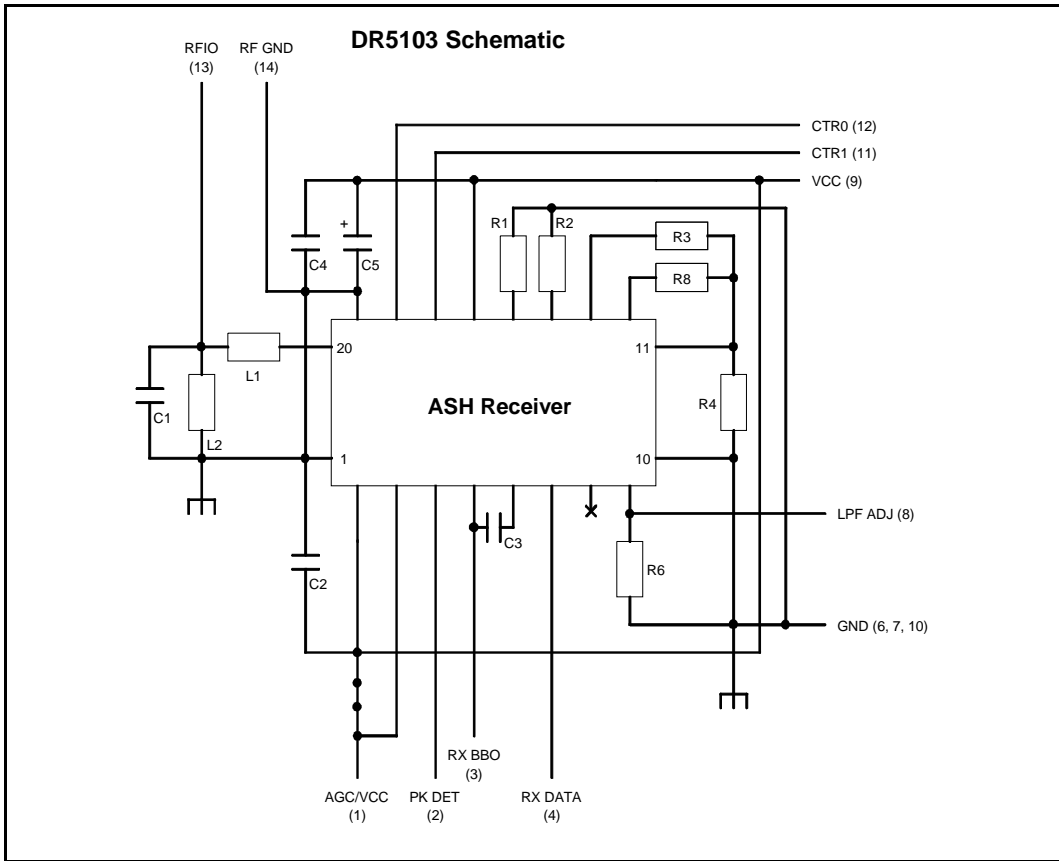 DR5103 Schematic
RFIO
(13)
RF GND
(14)
CTR0 (12)
CTR1 (11)
VCC (9)
R1
R2
+
R3
C4
C5
R8
20
11
L1
C1
ASH Receiver
R4
L2
1
10
LPF ADJ (8)
C3
C2
R6
GND (6, 7, 10)
RX BBO
(3)
AGC/VCC
(1)
PK DET
(2)
RX DATA
(4)